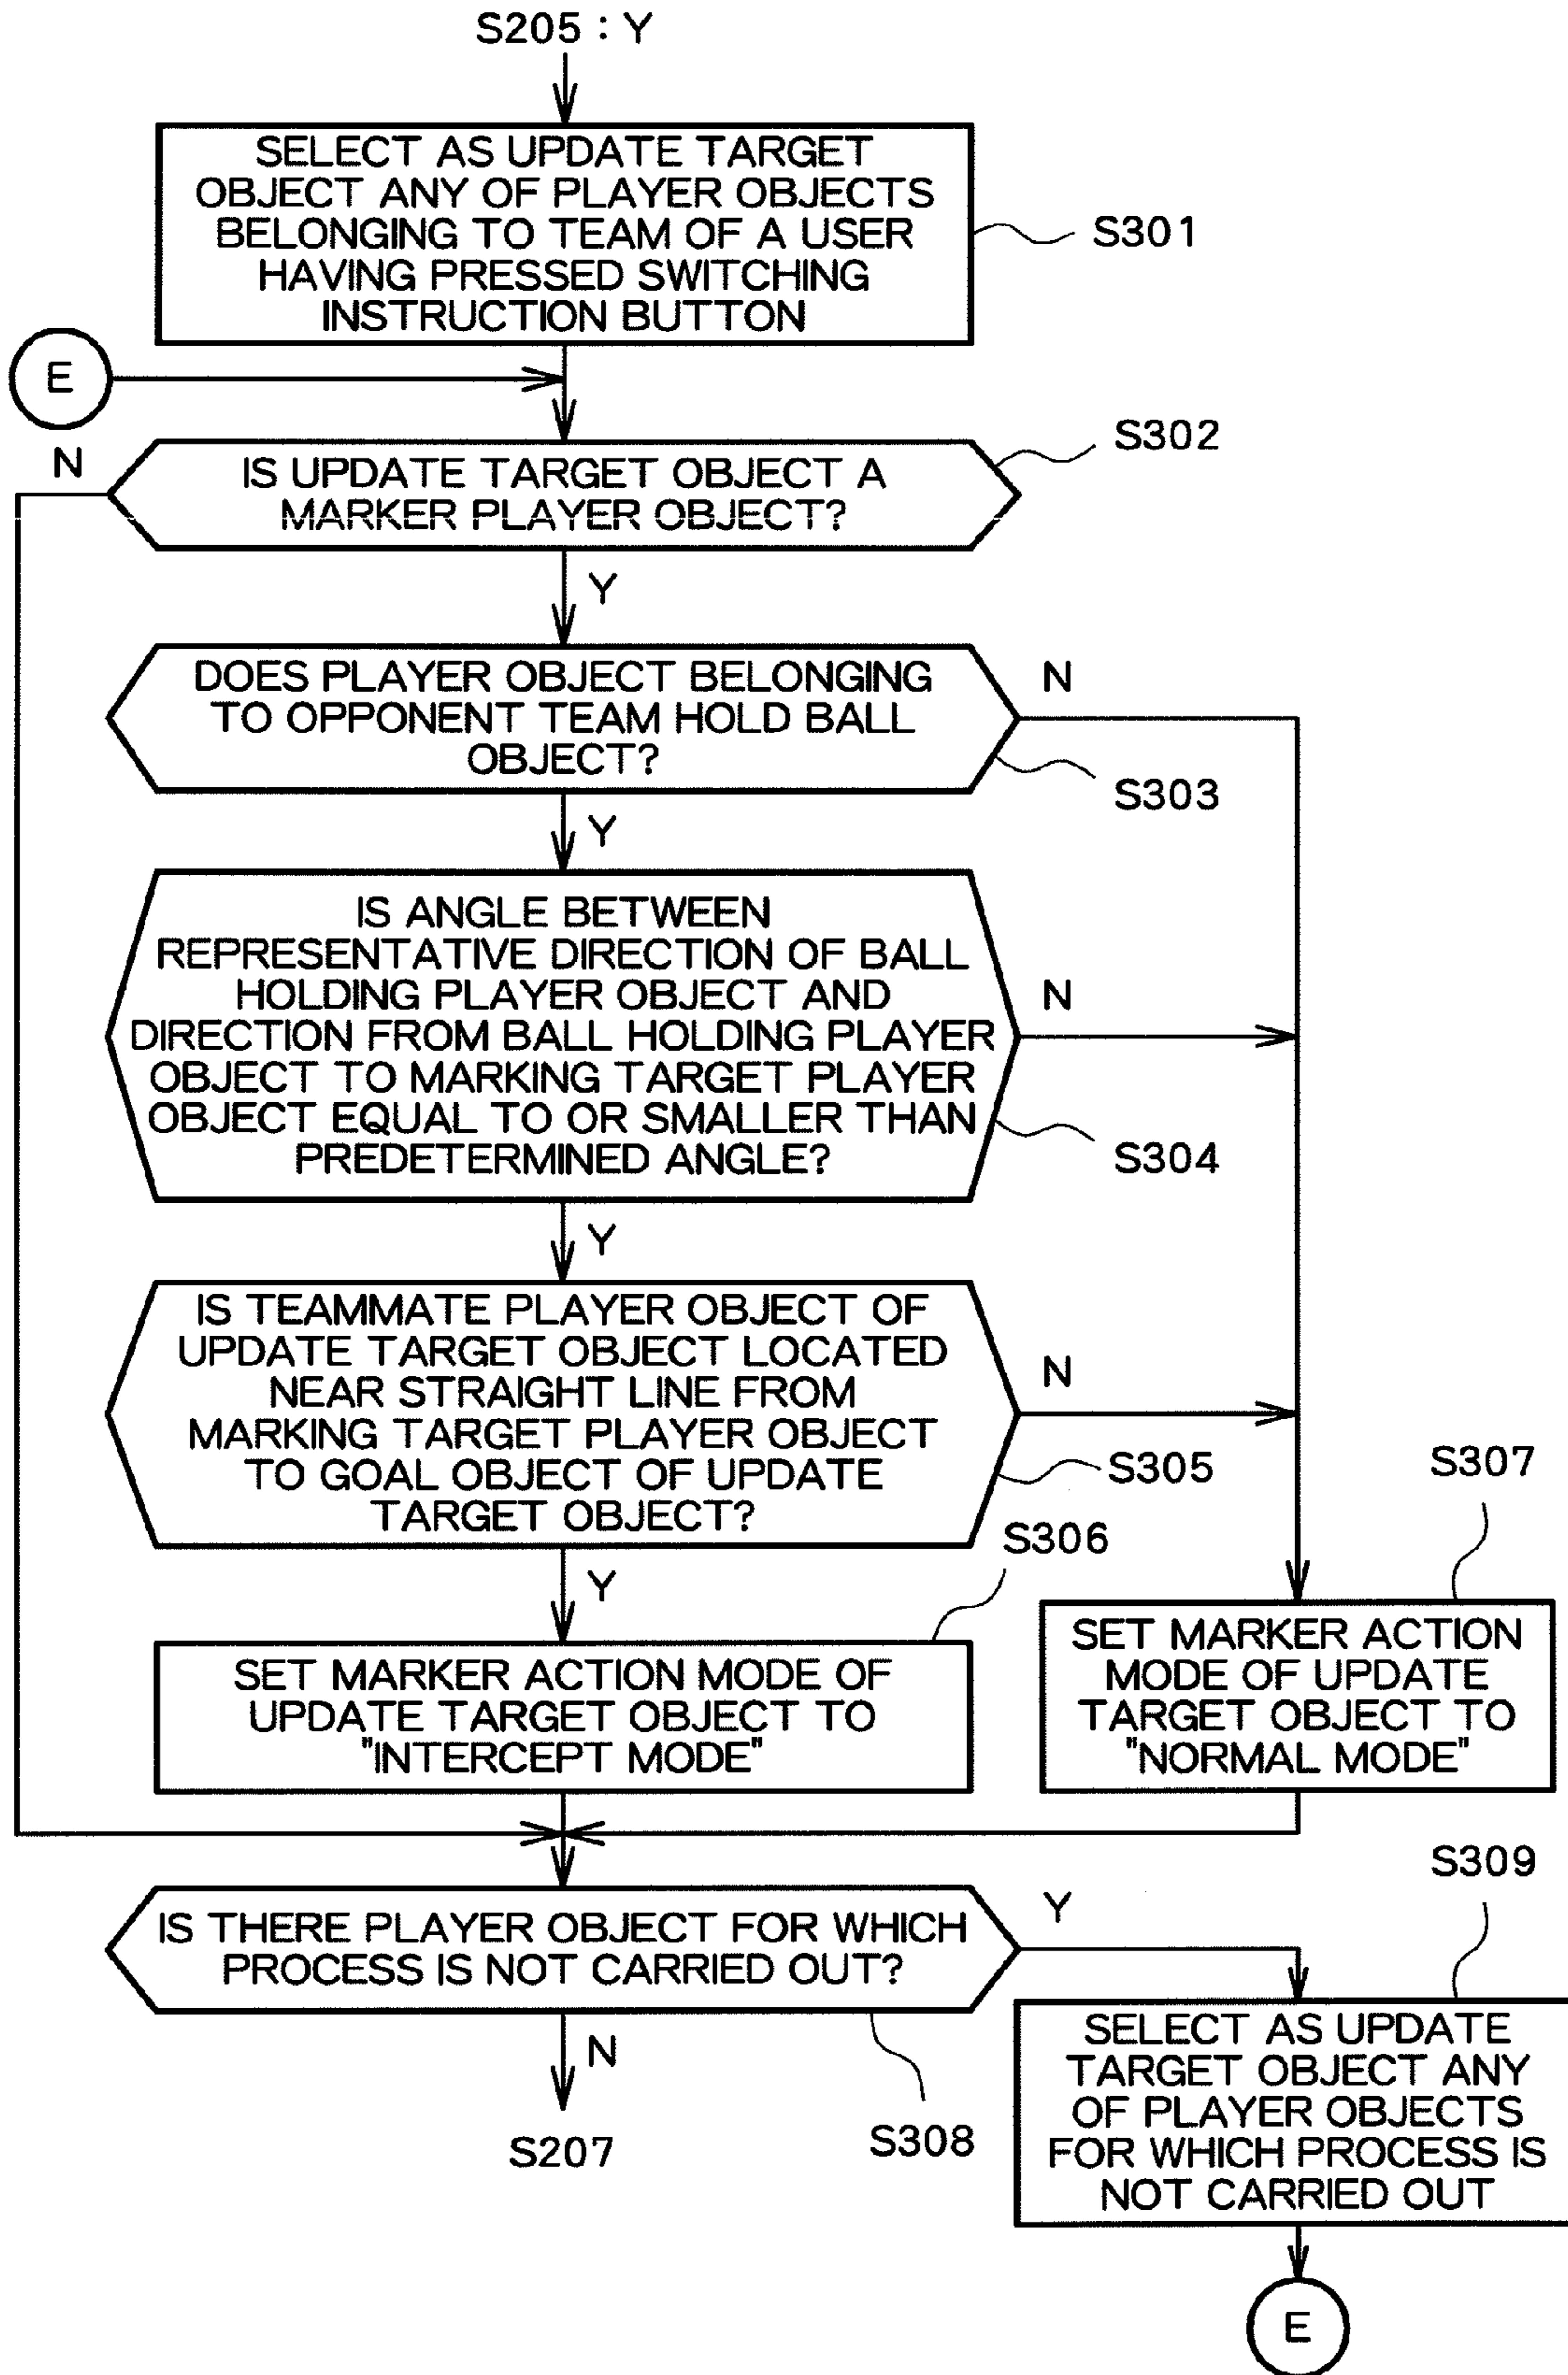 S205 : Y
SELECT AS UPDATE TARGET
OBJECT ANY OF PLAYER OBJECTS
BELONGING TO TEAM OF A USER
HAVING PRESSED SWITCHING
INSTRUCTION BUTTON
S301
E
S302
N
IS UPDATE TARGET OBJECT A
MARKER PLAYER OBJECT?
Y
DOES PLAYER OBJECT BELONGING
TO OPPONENT TEAM HOLD BALL
OBJECT?
N
S303
Y
IS ANGLE BETWEEN
REPRESENTATIVE DIRECTION OF BALL
HOLDING PLAYER OBJECT AND
DIRECTION FROM BALL HOLDING PLAYER
OBJECT TO MARKING TARGET PLAYER
OBJECT EQUAL TO OR SMALLER THAN
PREDETERMINED ANGLE?
N
S304
Y
IS TEAMMATE PLAYER OBJECT OF
UPDATE TARGET OBJECT LOCATED
NEAR STRAIGHT LINE FROM
MARKING TARGET PLAYER OBJECT
TO GOAL OBJECT OF UPDATE
TARGET OBJECT?
N
S305
S307
S306
Y
SET MARKER ACTION MODE OF
UPDATE TARGET OBJECT TO
"INTERCEPT MODE"
SET MARKER ACTION
MODE OF UPDATE
TARGET OBJECT TO
"NORMAL MODE"
S309
IS THERE PLAYER OBJECT FOR WHICH
PROCESS IS NOT CARRIED OUT?
Y
N
S308
S207
SELECT AS UPDATE
TARGET OBJECT ANY
OF PLAYER OBJECTS
FOR WHICH PROCESS IS
NOT CARRIED OUT
E